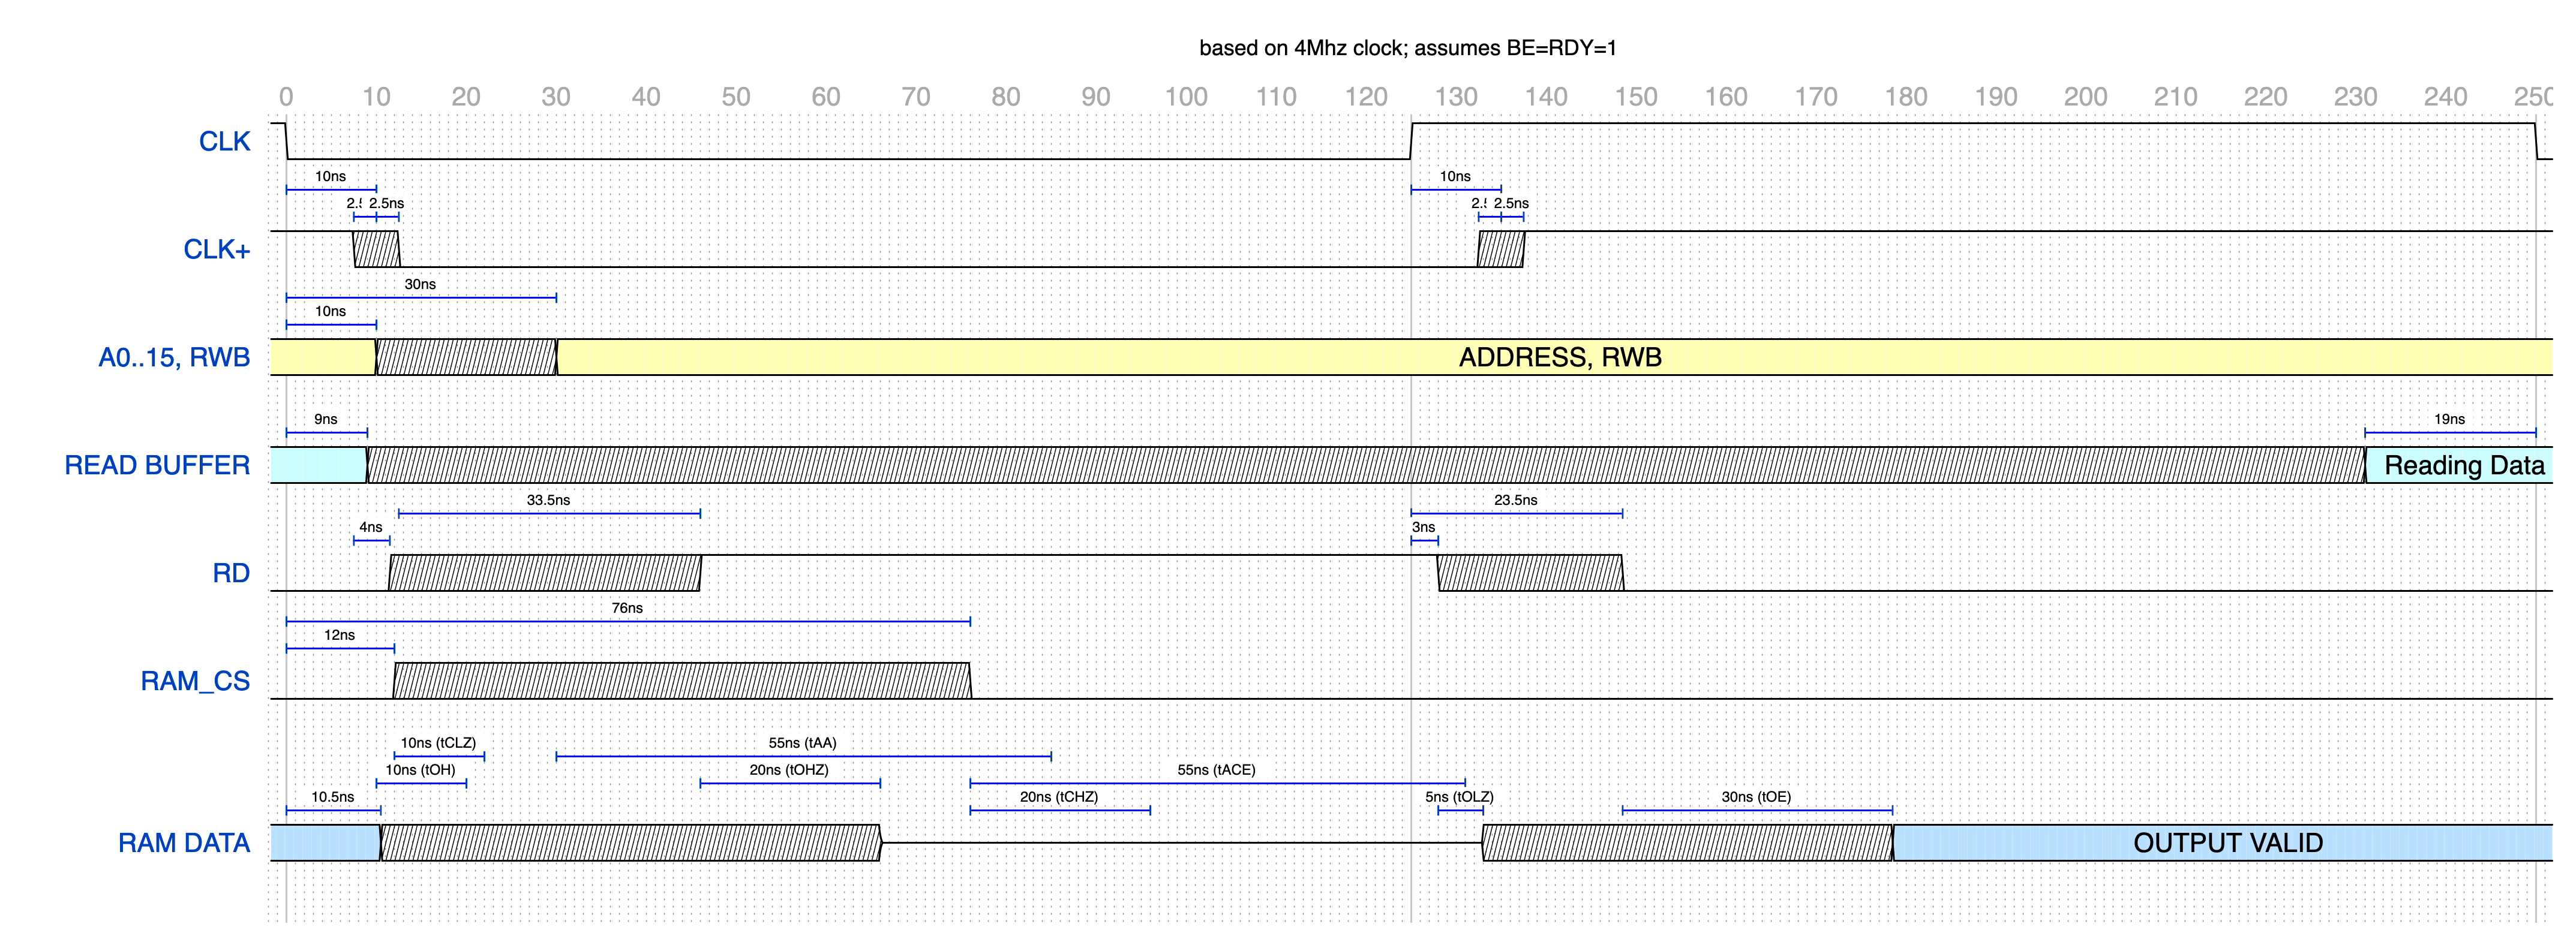 based on 4Mhz clock; assumes BE=RDY=1
0 10 20 30 40 50 60 70 80 90 100 110 120 130 140 150 160 170 180 190 200 210 220 230 240 250
CLK
10ns 10ns
2.5ns 2.5ns
CLK+
30ns
10ns
A0..15, RWB ADDRESS, RWB
9ns 19ns
READ BUFFER Reading Data
33.5ns 23.5ns
4ns 3ns
RD
76ns
12ns
RAM_CS
10ns (tCLZ) 55ns (tAA)
10ns (tOH) 20ns (tOHZ) 55ns (tACE)
10.5ns 20ns (tCHZ) 5ns (tOLZ) 30ns (tOE)
RAM DATA OUTPUT VALID